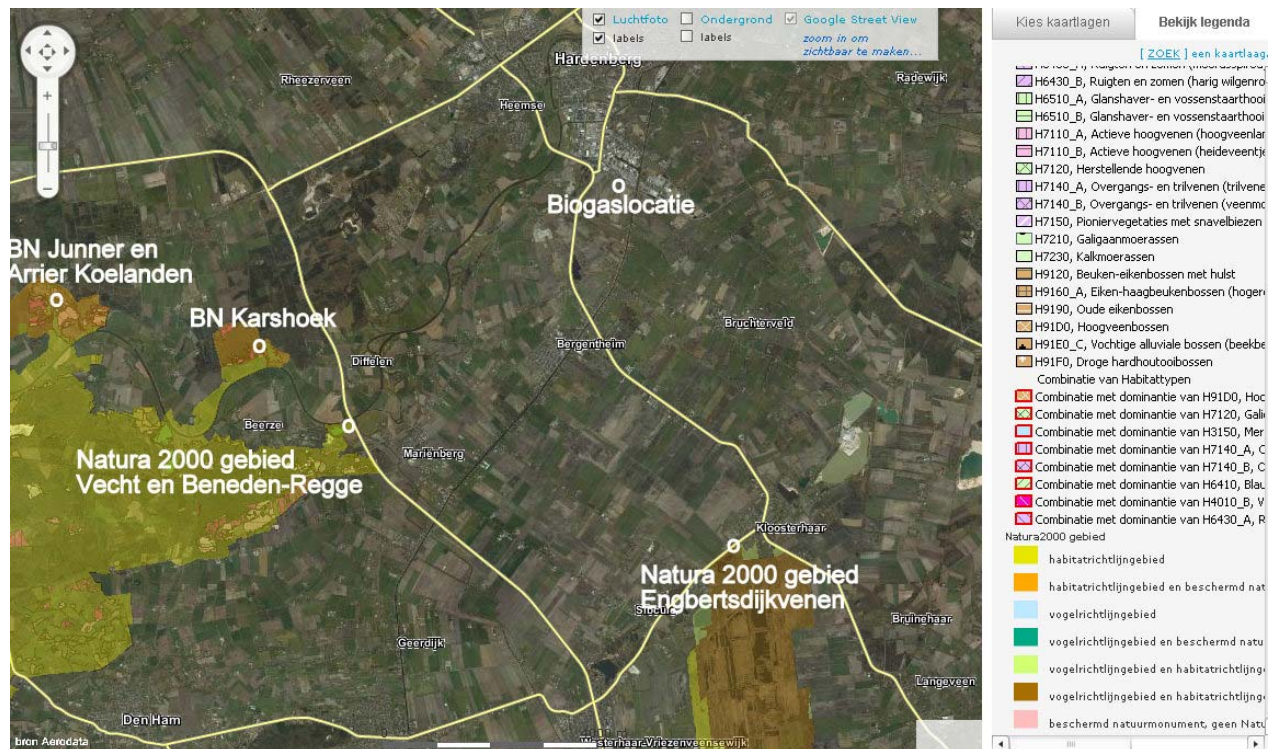 Luchtfoto Ondergrond Google Street View
labels labels zoom in om
zichtbaar te maken...
Kies kaartlagen Bekijk legenda
[ ZOEK ] een kaartlaag
Hardenberg
Rheezerveen
Radewijk
Heemse
Biogaslocatie
BN Junner en
Arrier Koelanden
BN Karshoek
Bruchterveld
Bergentheim
Diffelen
Beerze
Mariënberg
Natura 2000 gebied
Vecht en Beneden-Regge
Kloosterhaar
Natura 2000 gebied
Engbertsdijkvenen
Sibculo
Bruinehaar
Geerdijk
Langeveen
Den Ham
Westerhaar-Vriezenveensewijk
bron Aerodata
H6430_B, Ruigten en zomen (harig wilgenro
H6510_A, Glanshaver- en vossenstaarthooi
H6510_B, Glanshaver- en vossenstaarthooi
H7110_A, Actieve hoogvenen (hoogveenlan
H7110_B, Actieve hoogvenen (heideveentje
H7120, Herstellende hoogvenen
H7140_A, Overgangs- en trilvenen (trilvene
H7140_B, Overgangs- en trilvenen (veenmo
H7150, Pioniervegetaties met snavelbiezen
H7210, Galigaanmoerassen
H7230, Kalkmoerassen
H9120, Beuken-eikenbossen met hulst
H9160_A, Eiken-haagbeukenbossen (hoger
H9190, Oude eikenbossen
H91D0, Hoogveenbossen
H91E0_C, Vochtige alluviale bossen (beekbe
H91F0, Droge hardhoutooibossen
Combinatie van Habitattypen
Combinatie met dominantie van H91D0, Hoo
Combinatie met dominantie van H7120, Gali
Combinatie met dominantie van H3150, Mer
Combinatie met dominantie van H7140_A, O
Combinatie met dominantie van H7140_B, O
Combinatie met dominantie van H6410, Blau
Combinatie met dominantie van H4010_B, V
Combinatie met dominantie van H6430_A, R
Natura2000 gebied
habitatrichtlijngebied
habitatrichtlijngebied en beschermd nat
vogelrichtlijngebied
vogelrichtlijngebied en beschermd natu
vogelrichtlijngebied en habitatrichtlijng
vogelrichtlijngebied en habitatrichtlijng
beschermd natuurmonument, geen Natu